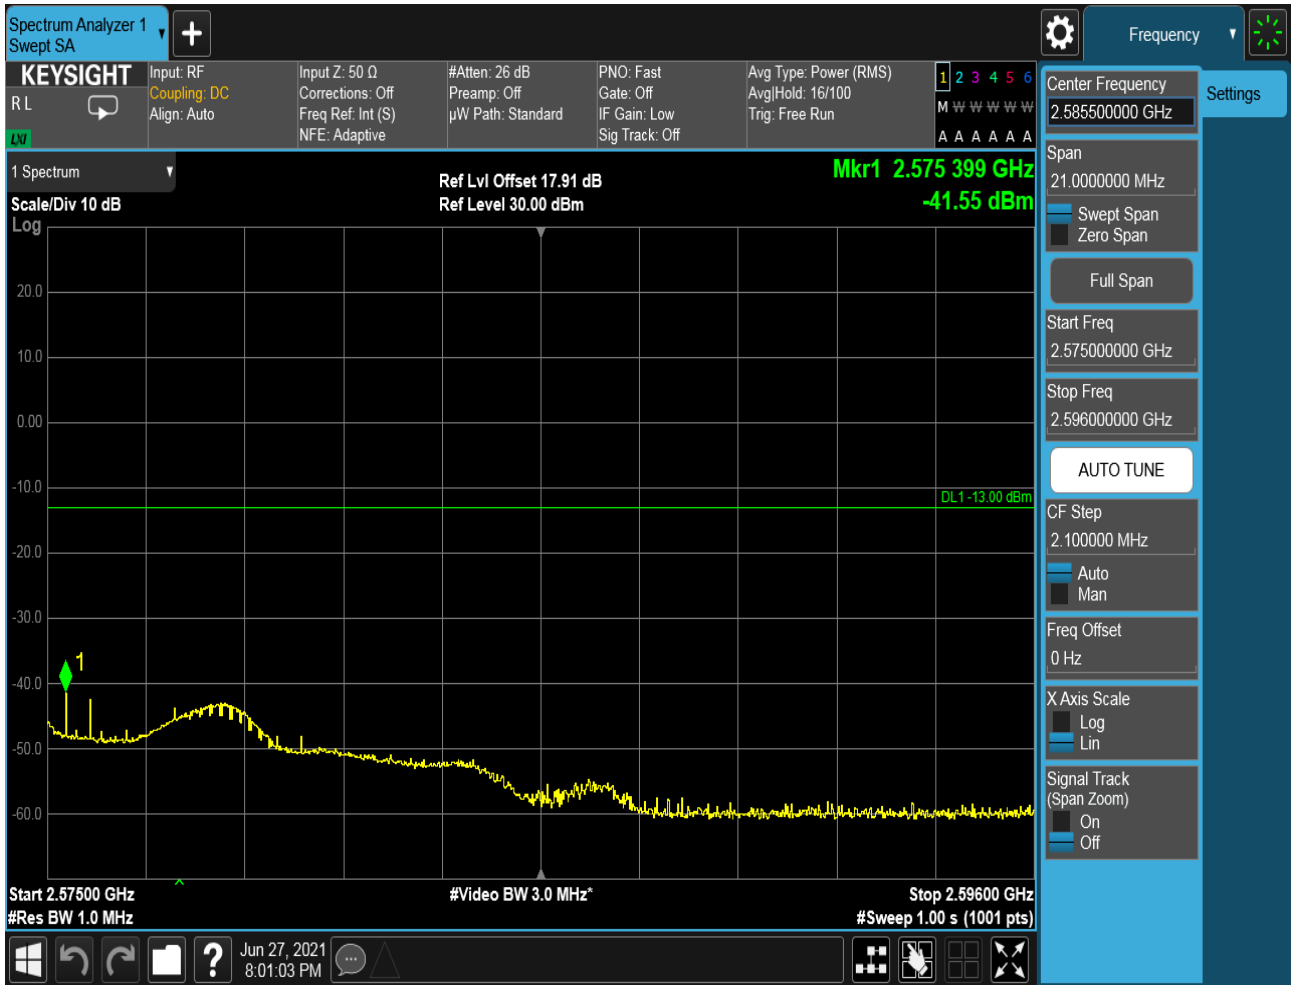 Spectrum Analyzer 1
Swept SA
Frequency
KEYSIGHT
R L
LXI
Input: RF
Coupling: DC
Align: Auto
Input Z: 50 Ω
Corrections: Off
Freq Ref: Int (S)
NFE: Adaptive
#Atten: 26 dB
Preamp: Off
µW Path: Standard
PNO: Fast
Gate: Off
IF Gain: Low
Sig Track: Off
Avg Type: Power (RMS)
Avg|Hold: 16/100
Trig: Free Run
1 2 3 4 5 6
M W W W W W
A A A A A A
1 Spectrum
Scale/Div 10 dB
Log
Ref Lvl Offset 17.91 dB
Ref Level 30.00 dBm
Mkr1 2.575 399 GHz
-41.55 dBm
20.0
10.0
0.00
-10.0
-20.0
-30.0
-40.0
-50.0
-60.0
DL1 -13.00 dBm
1
Start 2.57500 GHz
#Res BW 1.0 MHz
#Video BW 3.0 MHz*
Stop 2.59600 GHz
#Sweep 1.00 s (1001 pts)
Jun 27, 2021
8:01:03 PM
Center Frequency
2.585500000 GHz
Settings
Span
21.0000000 MHz
Swept Span
Zero Span
Full Span
Start Freq
2.575000000 GHz
Stop Freq
2.596000000 GHz
AUTO TUNE
CF Step
2.100000 MHz
Auto
Man
Freq Offset
0 Hz
X Axis Scale
Log
Lin
Signal Track
(Span Zoom)
On
Off